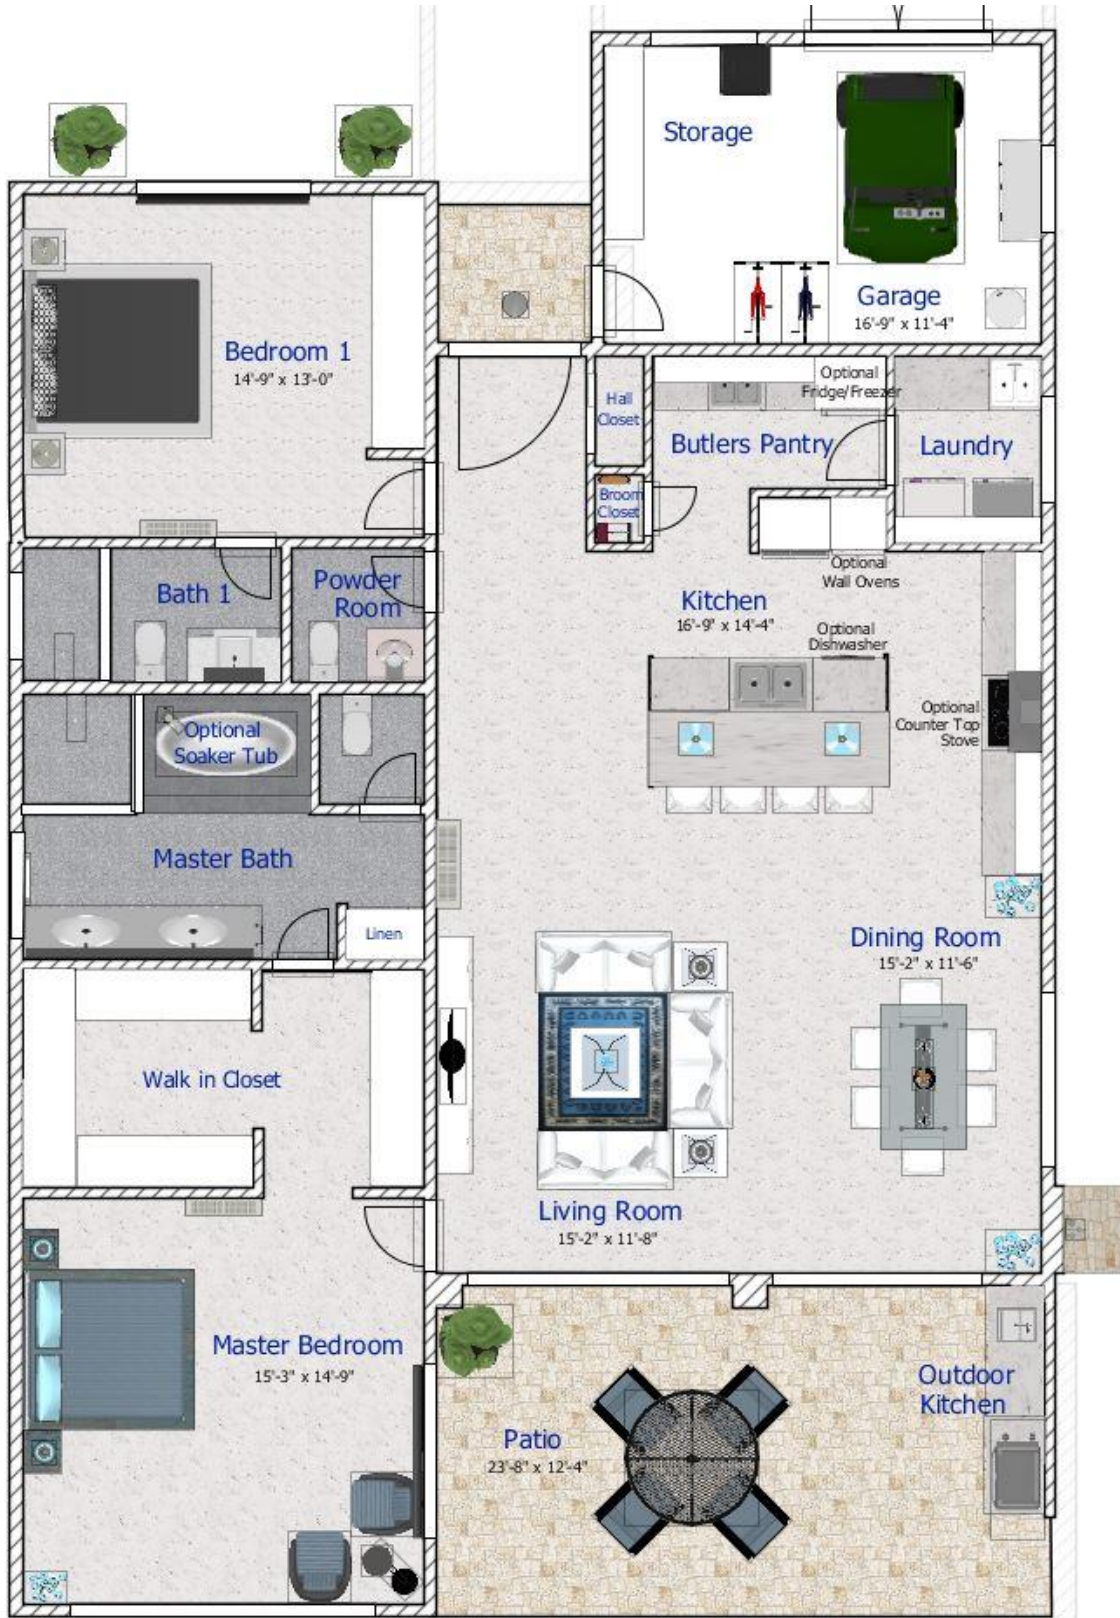 Storage
Garage
16'-9" x 11'-4"
Bedroom 1
14'-9" x 13'-0"
Hall
Closet
Optional
Fridge/Freezer
Butlers Pantry
Laundry
Broom
Closet
Bath 1
Powder
Room
Optional
Wall Ovens
Kitchen
16'-9" x 14'-4"
Optional
Dishwasher
Optional
Counter Top
Stove
Optional
Soaker Tub
Master Bath
Linen
Dining Room
15'-2" x 11'-6"
Walk in Closet
Living Room
15'-2" x 11'-8"
Master Bedroom
15'-3" x 14'-9"
Outdoor
Kitchen
Patio
23'-8" x 12'-4"